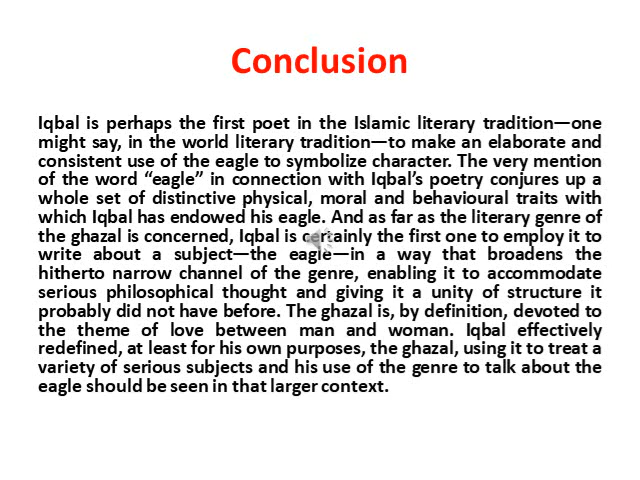 Conclusion
Iqbal is perhaps the first poet in the Islamic literary tradition—one
might say, in the world literary tradition—to make an elaborate and
consistent use of the eagle to symbolize character. The very mention
of the word “eagle” in connection with Iqbal’s poetry conjures up a
whole set of distinctive physical, moral and behavioural traits with
which Iqbal has endowed his eagle. And as far as the literary genre of
the ghazal is concerned, Iqbal is certainly the first one to employ it to
write about a subject—the eagle—in a way that broadens the
hitherto narrow channel of the genre, enabling it to accommodate
serious philosophical thought and giving it a unity of structure it
probably did not have before. The ghazal is, by definition, devoted to
the theme of love between man and woman. Iqbal effectively
redefined, at least for his own purposes, the ghazal, using it to treat a
variety of serious subjects and his use of the genre to talk about the
eagle should be seen in that larger context.